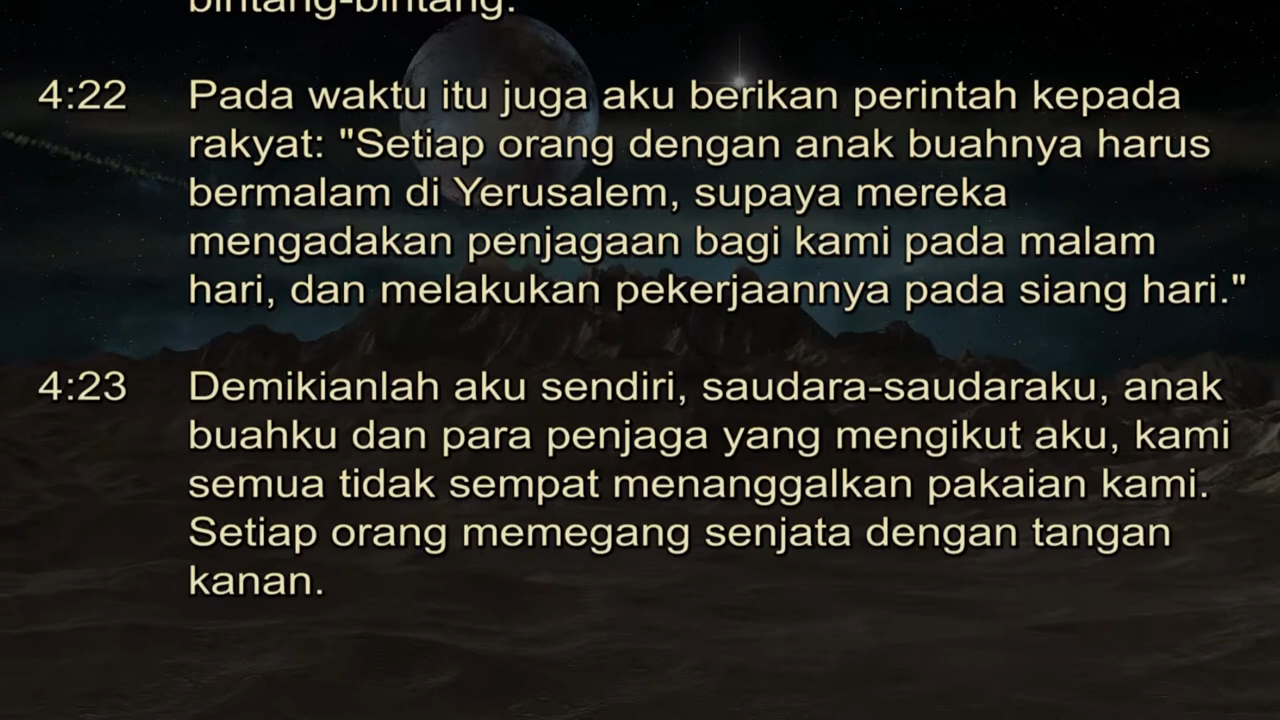 bintang-bintang.
4:22 Pada waktu itu juga aku berikan perintah kepada
rakyat: "Setiap orang dengan anak buahnya harus
bermalam di Yerusalem, supaya mereka
mengadakan penjagaan bagi kami pada malam
hari, dan melakukan pekerjaannya pada siang hari."
4:23 Demikianlah aku sendiri, saudara-saudaraku, anak
buahku dan para penjaga yang mengikut aku, kami
semua tidak sempat menanggalkan pakaian kami.
Setiap orang memegang senjata dengan tangan
kanan.